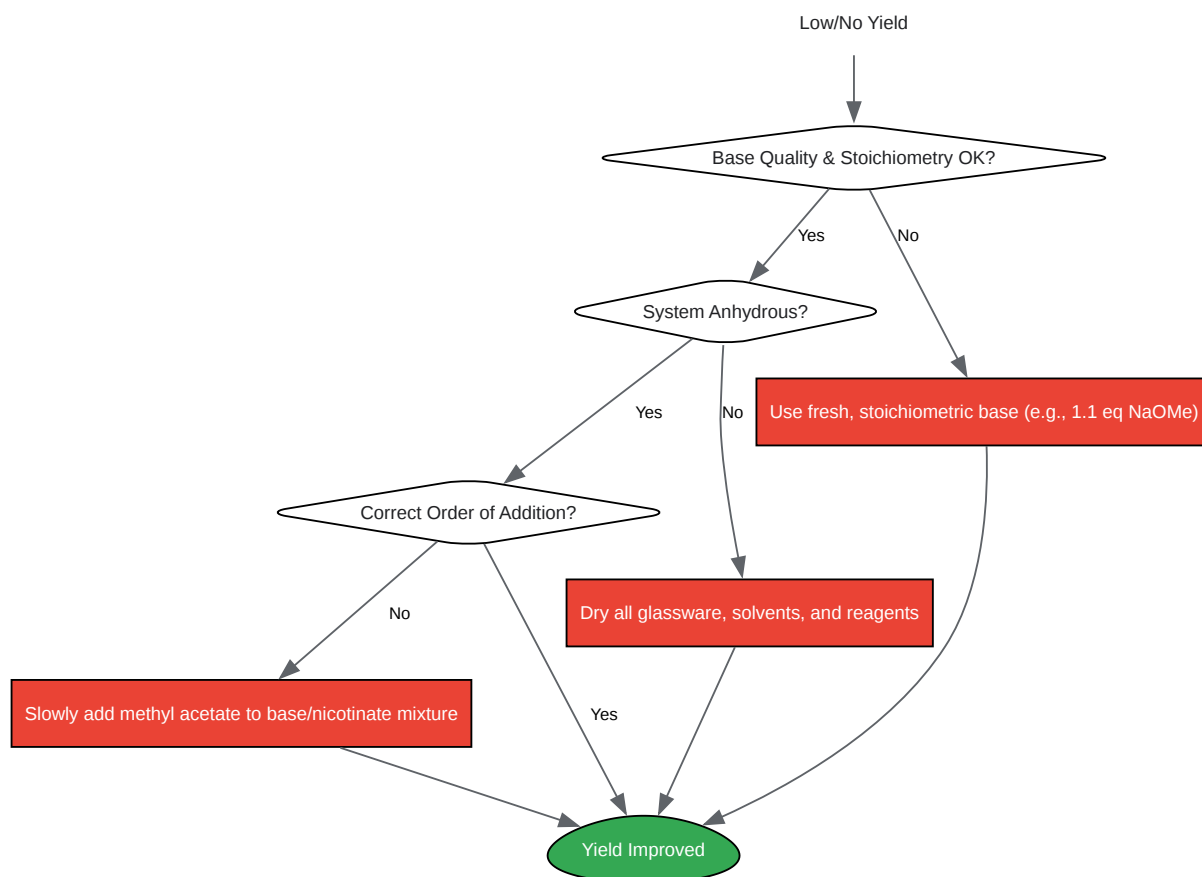 Low/No Yield
Base Quality & Stoichiometry OK?
Yes
No
System Anhydrous?
Use fresh, stoichiometric base (e.g., 1.1 eq NaOMe)
Yes
No
Correct Order of Addition?
Dry all glassware, solvents, and reagents
No
Slowly add methyl acetate to base/nicotinate mixture
Yes
Yield Improved